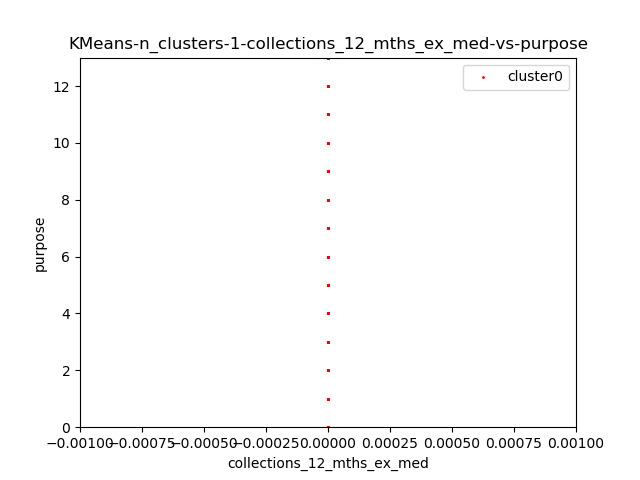 KMeans-n_clusters-1-collections_12_mths_ex_med-vs-purpose
cluster0
12
10
8
6
4
2
0
purpose
−0.00100 −0.00075 −0.00050 −0.00025 0.00000 0.00025 0.00050 0.00075 0.00100
collections_12_mths_ex_med